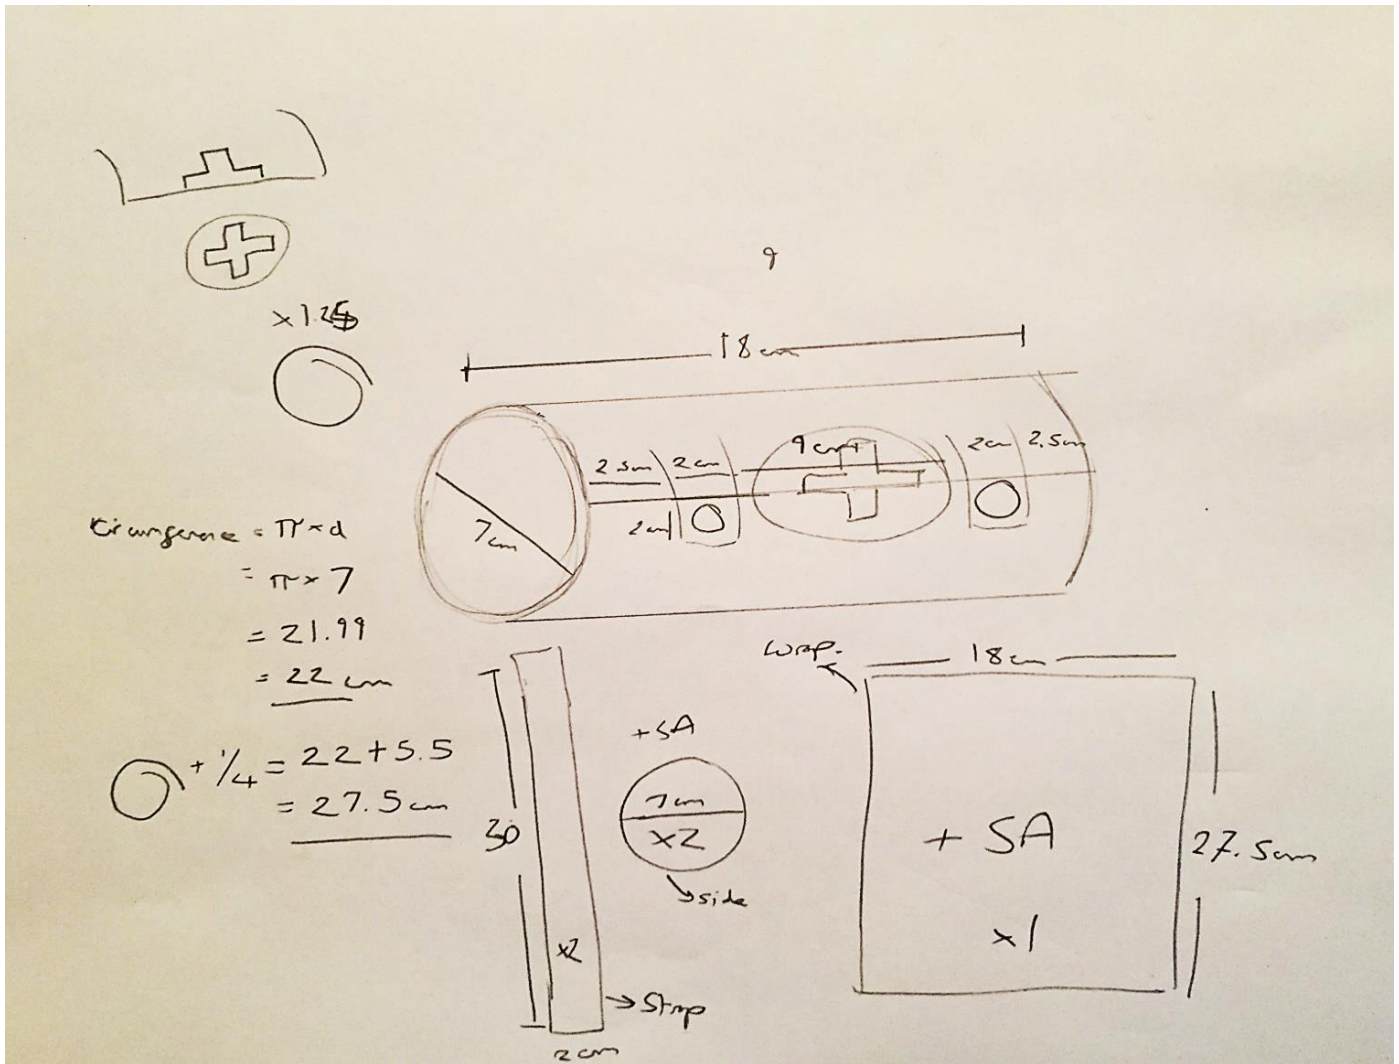 x1.25
18cm
2.5cm 2cm 9cm 2cm 2.5cm
2cm
7cm
Circumference = π×d
= π×7
= 21.99
= 22 cm
+ 1/4 = 22+5.5
= 27.5cm
30
x2
→ Strap
2cm
+SA
7cm
x2
side
wrap.
18cm
+ SA
x1
27.5cm